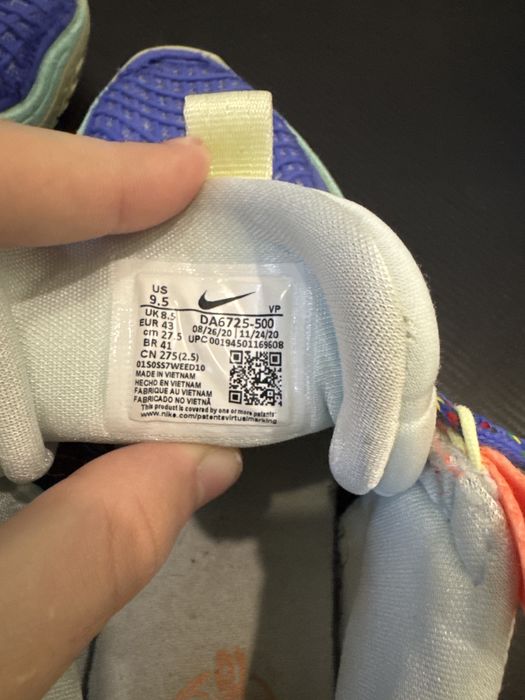 US
9.5
VP
UK 8.5
DA6725-500
EUR 43
08/26/20 | 11/24/20
cm 27.5
UPC 00194501169608
BR 41
CN 275(2.5)
01S0SS7WEED10
MADE IN VIETNAM
HECHO EN VIETNAM
FABRIQUE AU VIETNAM
FABRICADO NO VIETNÃ
This product is covered by one or more patents
www.nike.com/patentsvirtualmarking